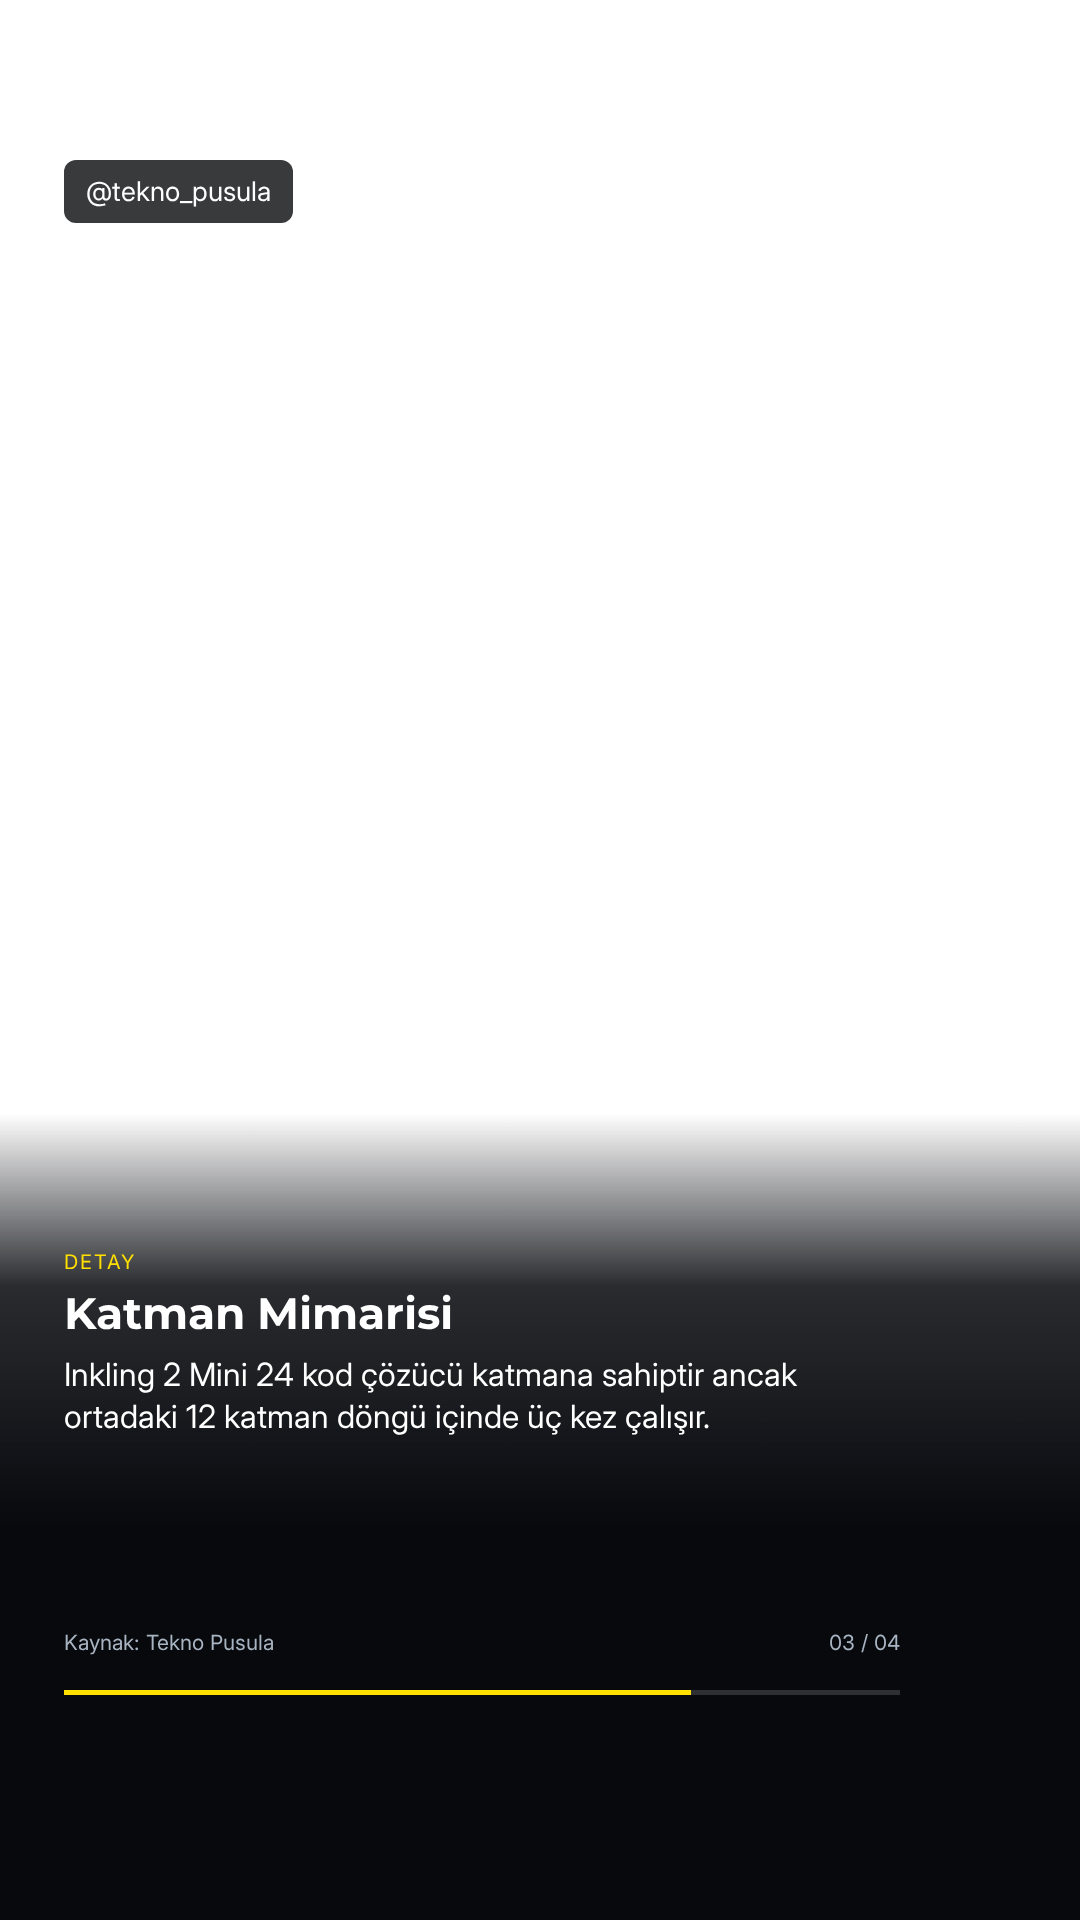 @tekno_pusula
DETAY
Katman Mimarisi
Inkling 2 Mini 24 kod çözücü katmana sahiptir ancak
ortadaki 12 katman döngü içinde üç kez çalışır.
Kaynak: Tekno Pusula
03 / 04